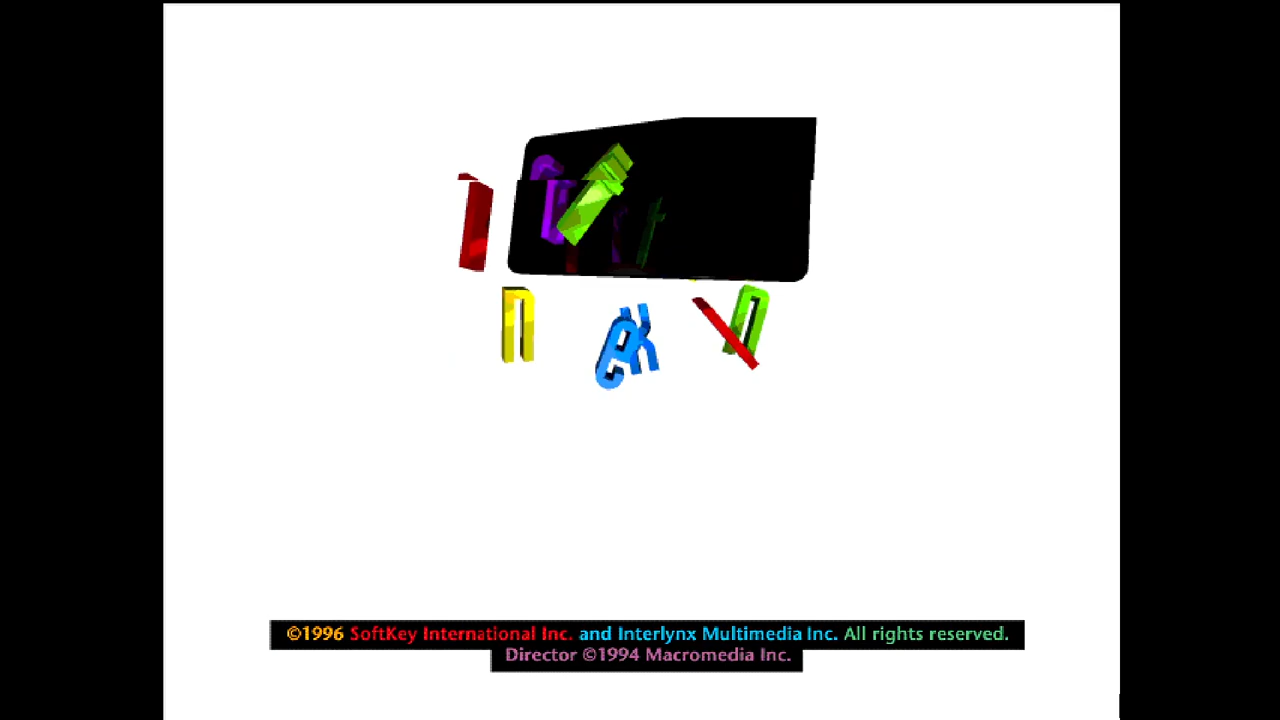 ©1996 SoftKey International Inc. and Interlynx Multimedia Inc. All rights reserved.
Director ©1994 Macromedia Inc.